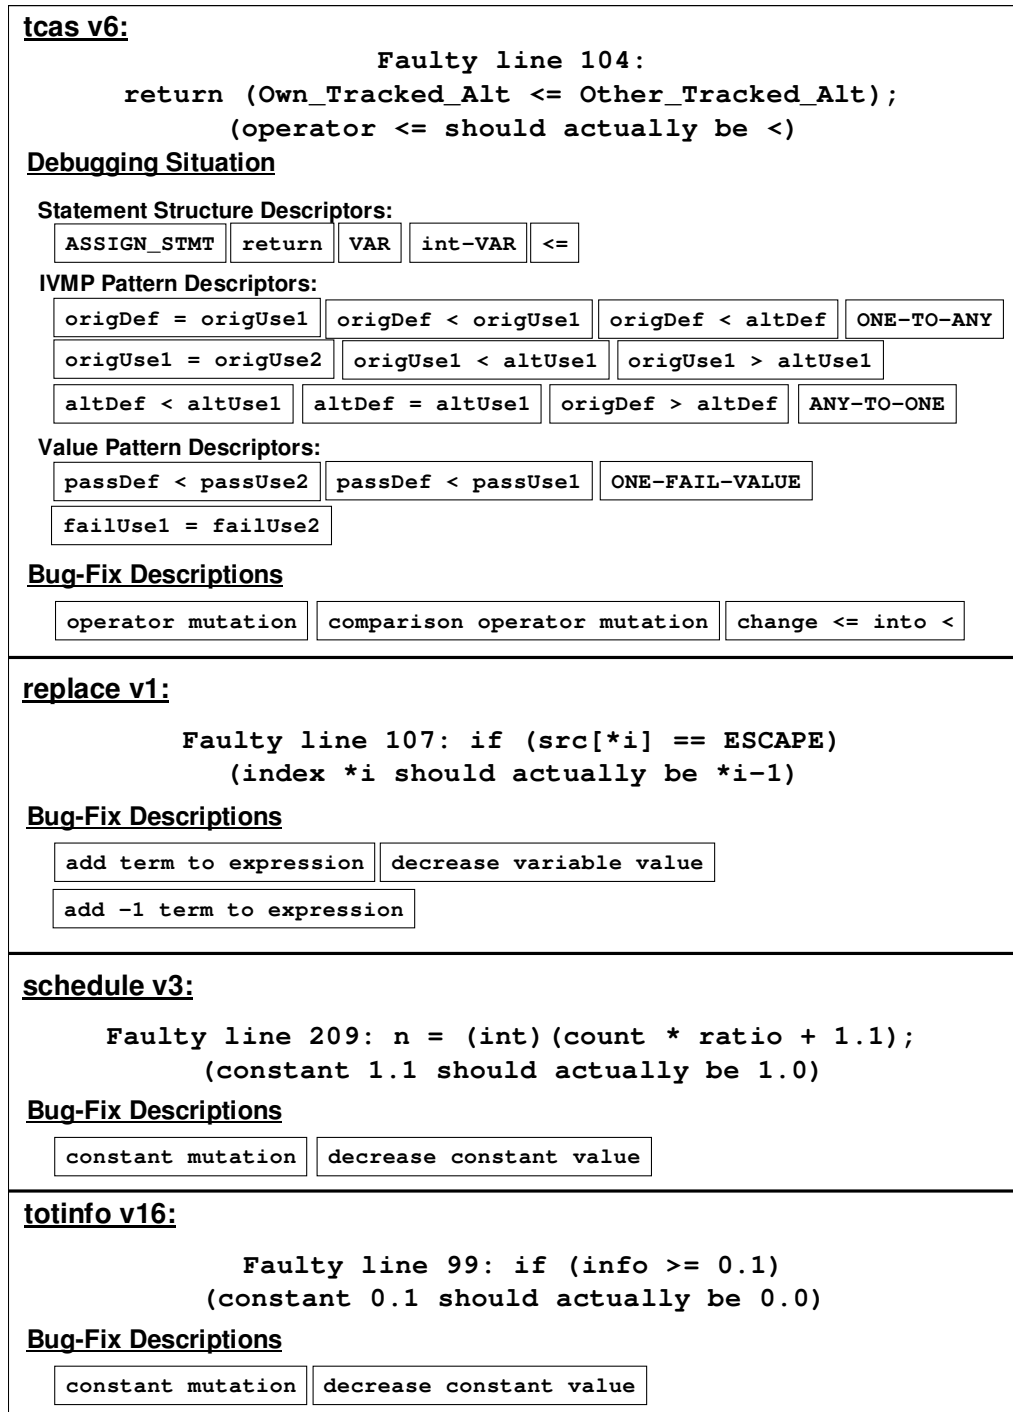 tcas v6:
Faulty line 104:
return (Own_Tracked_Alt <= Other_Tracked_Alt);
(operator <= should actually be <)
Debugging Situation
Statement Structure Descriptors:
ASSIGN_STMT return VAR int-VAR <=
IVMP Pattern Descriptors:
origDef = origUse1 origDef < origUse1 origDef < altDef ONE-TO-ANY
origUse1 = origUse2 origUse1 < altUse1 origUse1 > altUse1
altDef < altUse1 altDef = altUse1 origDef > altDef ANY-TO-ONE
Value Pattern Descriptors:
passDef < passUse2 passDef < passUse1 ONE-FAIL-VALUE
failUse1 = failUse2
Bug-Fix Descriptions
operator mutation comparison operator mutation change <= into <
replace v1:
Faulty line 107: if (src[*i] == ESCAPE)
(index *i should actually be *i-1)
Bug-Fix Descriptions
add term to expression decrease variable value
add -1 term to expression
schedule v3:
Faulty line 209: n = (int)(count * ratio + 1.1);
(constant 1.1 should actually be 1.0)
Bug-Fix Descriptions
constant mutation decrease constant value
totinfo v16:
Faulty line 99: if (info >= 0.1)
(constant 0.1 should actually be 0.0)
Bug-Fix Descriptions
constant mutation decrease constant value